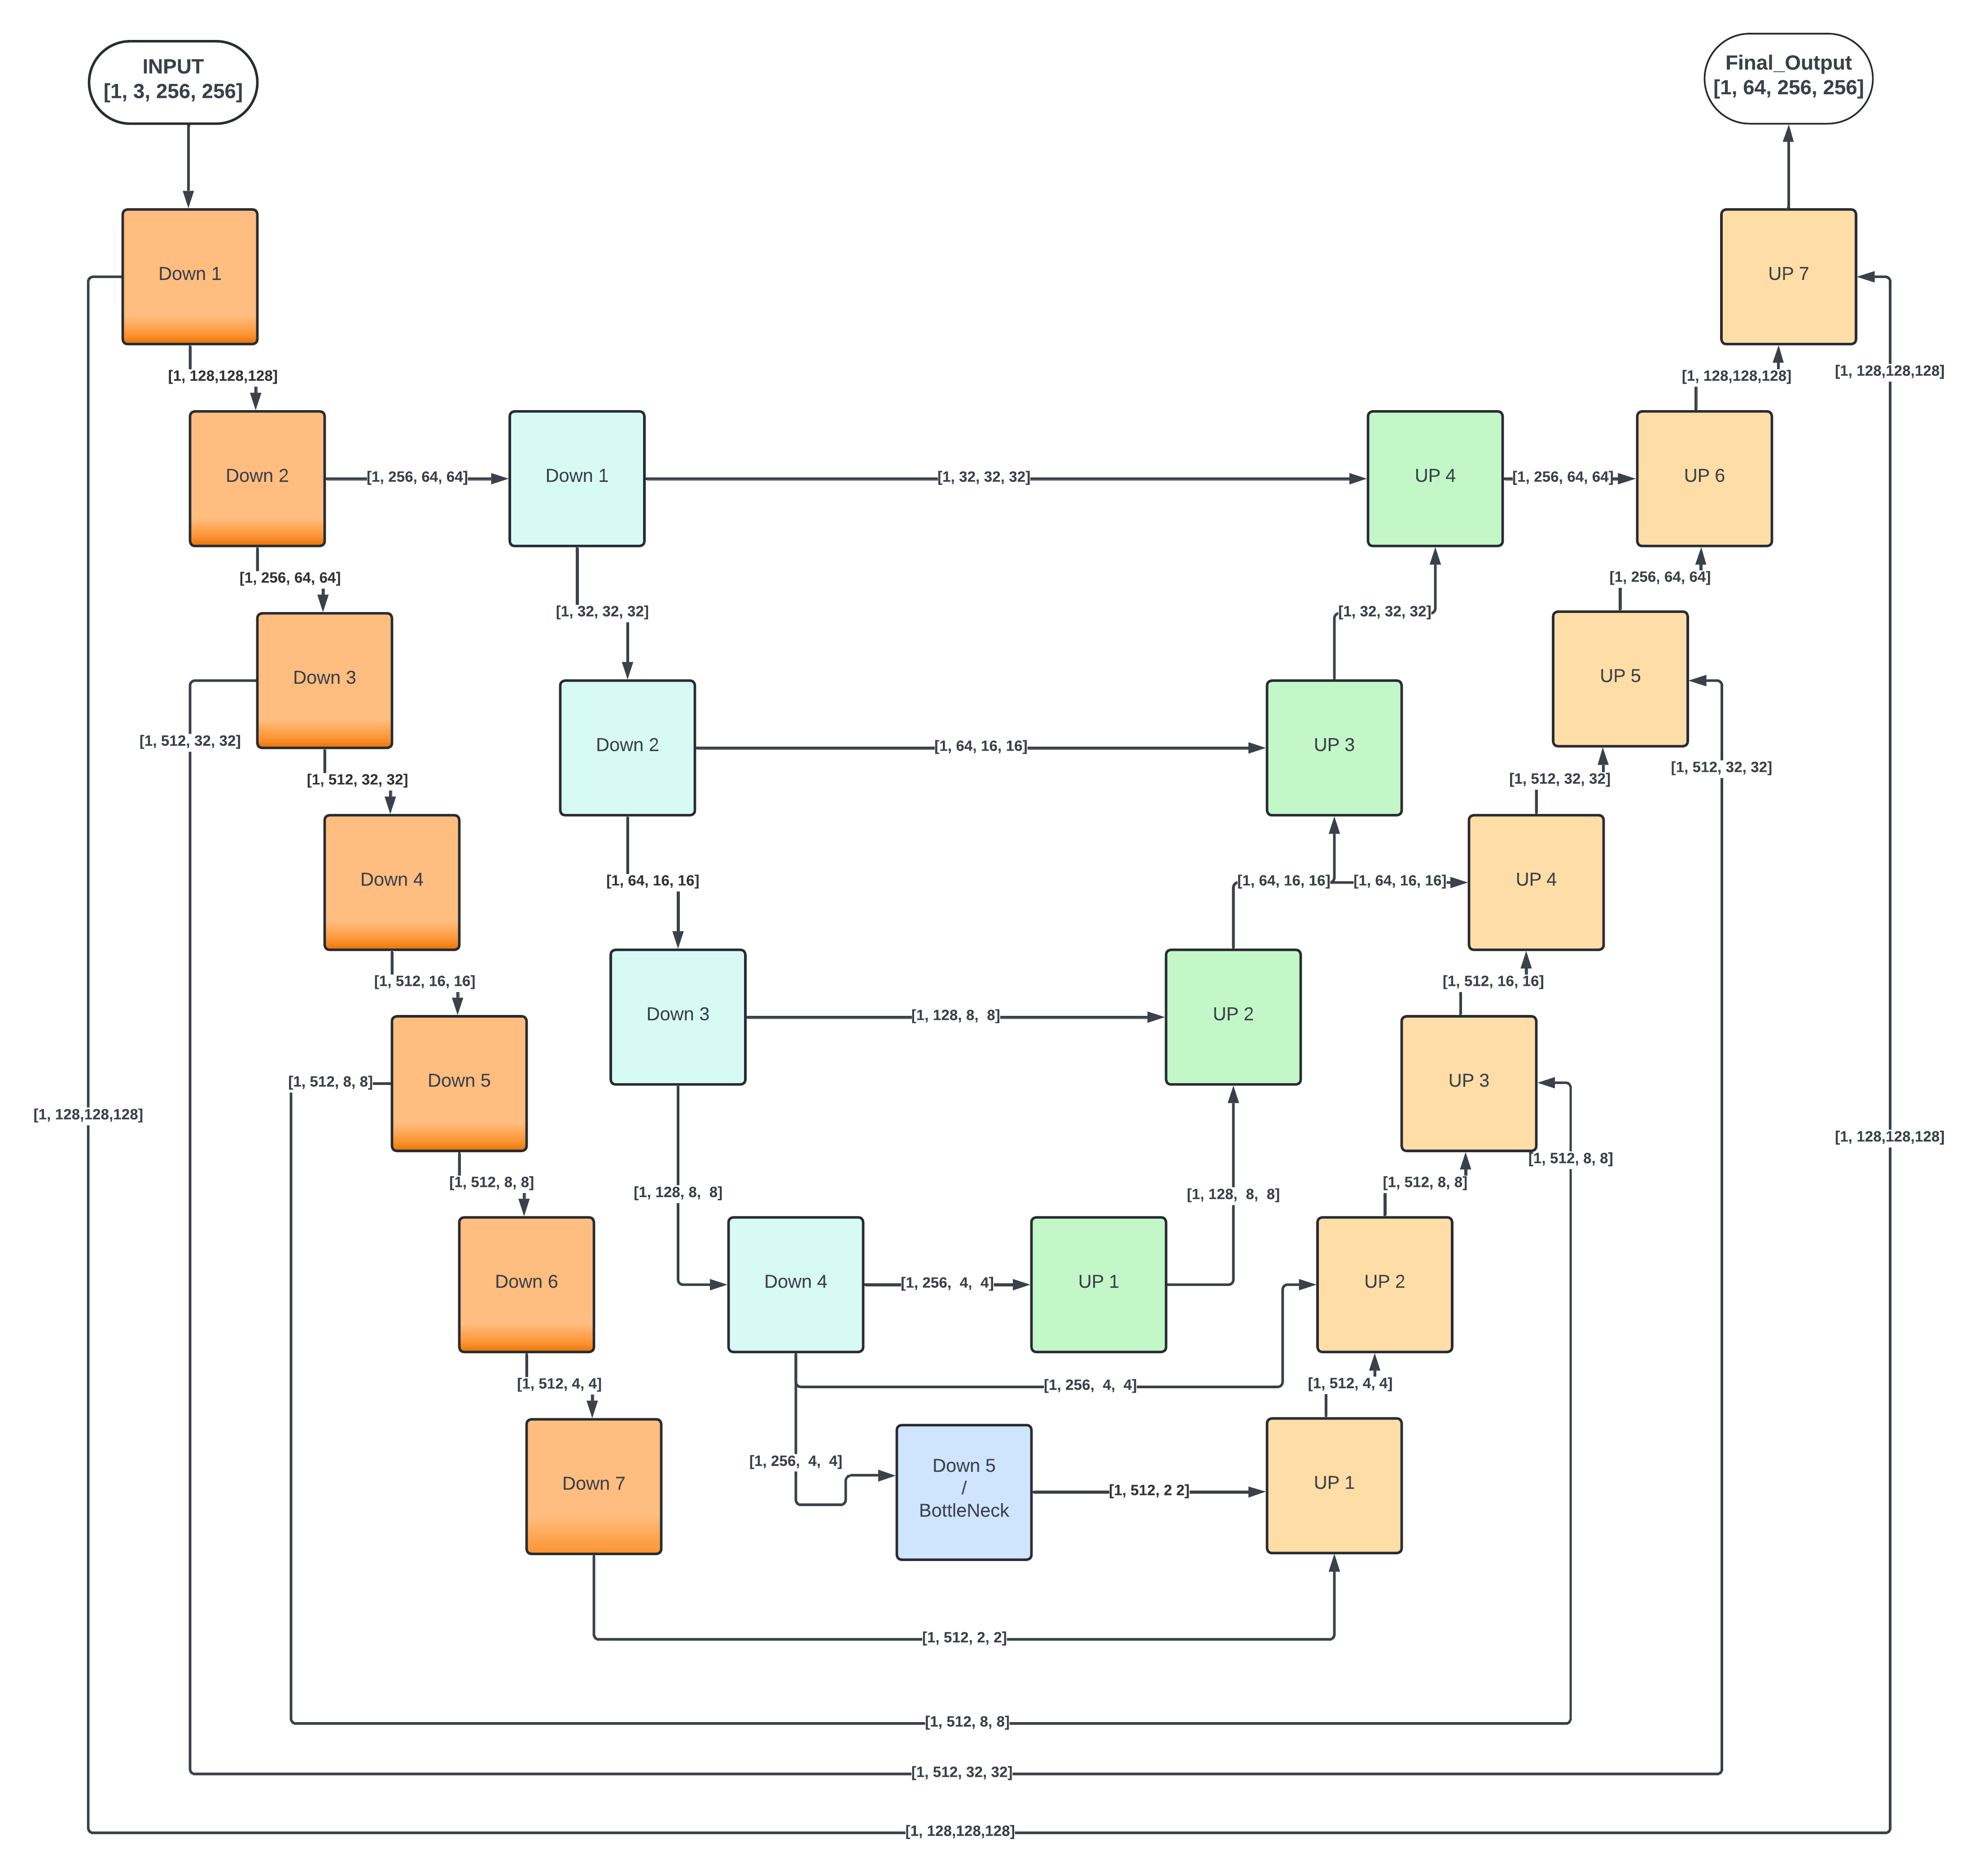 INPUT
[1, 3, 256, 256]
Final_Output
[1, 64, 256, 256]
Down 1
UP 7
[1, 128,128,128]
[1, 128,128,128]
[1, 128,128,128]
Down 2
[1, 256, 64, 64]
Down 1
[1, 32, 32, 32]
UP 4
[1, 256, 64, 64]
UP 6
[1, 256, 64, 64]
[1, 256, 64, 64]
[1, 32, 32, 32]
[1, 32, 32, 32]
Down 3
UP 5
[1, 512, 32, 32]
Down 2
[1, 64, 16, 16]
UP 3
[1, 512, 32, 32]
[1, 512, 32, 32]
[1, 512, 32, 32]
Down 4
[1, 64, 16, 16]
[1, 64, 16, 16]
[1, 64, 16, 16]
UP 4
[1, 512, 16, 16]
[1, 512, 16, 16]
Down 3
[1, 128, 8,  8]
UP 2
[1, 512, 8, 8]
Down 5
UP 3
[1, 128,128,128]
[1, 128,128,128]
[1, 512, 8, 8]
[1, 512, 8, 8]
[1, 512, 8, 8]
[1, 128, 8,  8]
[1, 128,  8,  8]
Down 6
Down 4
[1, 256,  4,  4]
UP 1
UP 2
[1, 512, 4, 4]
[1, 256,  4,  4]
[1, 512, 4, 4]
[1, 256,  4,  4]
Down 7
Down 5
/
BottleNeck
[1, 512, 2 2]
UP 1
[1, 512, 2, 2]
[1, 512, 8, 8]
[1, 512, 32, 32]
[1, 128,128,128]